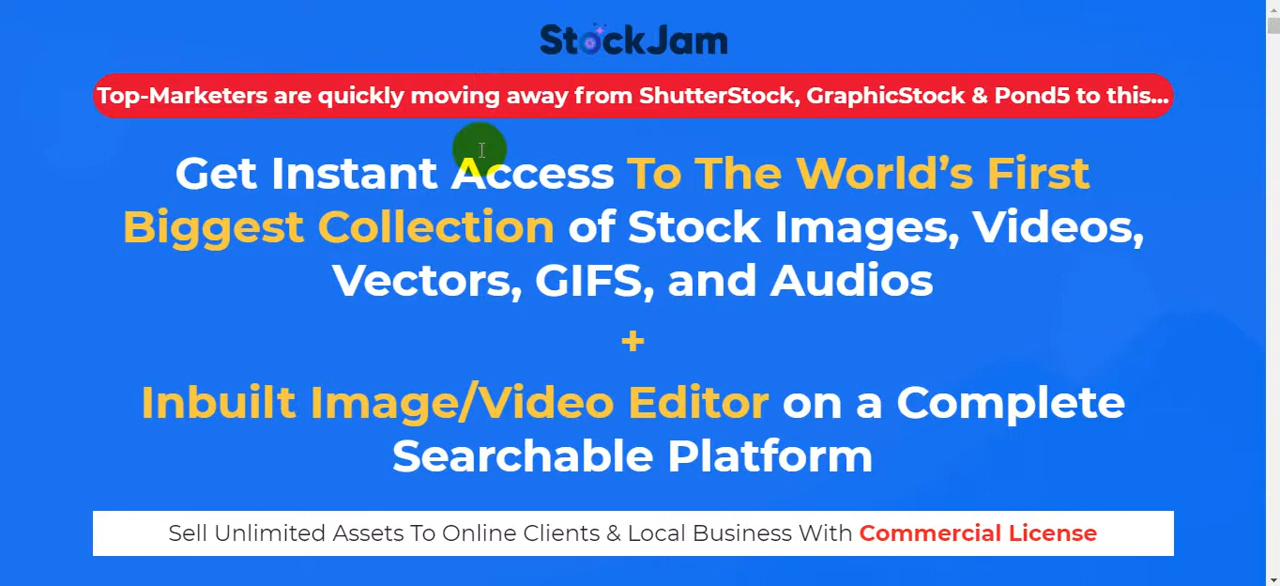 StockJam
Top-Marketers are quickly moving away from ShutterStock, GraphicStock & Pond5 to this...
Get Instant Access To The World's First
Biggest Collection of Stock Images, Videos,
Vectors, GIFS, and Audios
+
Inbuilt Image/Video Editor on a Complete
Searchable Platform
Sell Unlimited Assets To Online Clients & Local Business With Commercial License